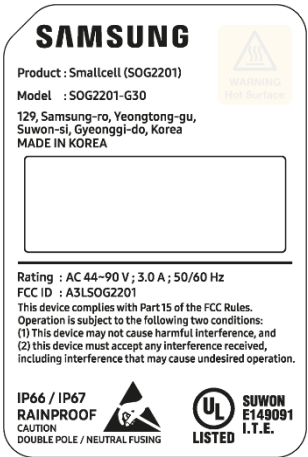 SAMSUNG
WARNING
Hot Surface
Product : Smallcell (SOG2201)
Model : SOG2201-G30
129, Samsung-ro, Yeongtong-gu,
Suwon-si, Gyeonggi-do, Korea
MADE IN KOREA
Rating : AC 44~90 V ; 3.0 A ; 50/60 Hz
FCC ID : A3LSOG2201
This device complies with Part 15 of the FCC Rules.
Operation is subject to the following two conditions:
(1) This device may not cause harmful interference, and
(2) this device must accept any interference received,
including interference that may cause undesired operation.
IP66 / IP67
RAINPROOF
CAUTION
DOUBLE POLE / NEUTRAL FUSING
UL
LISTED
SUWON
E149091
I.T.E.